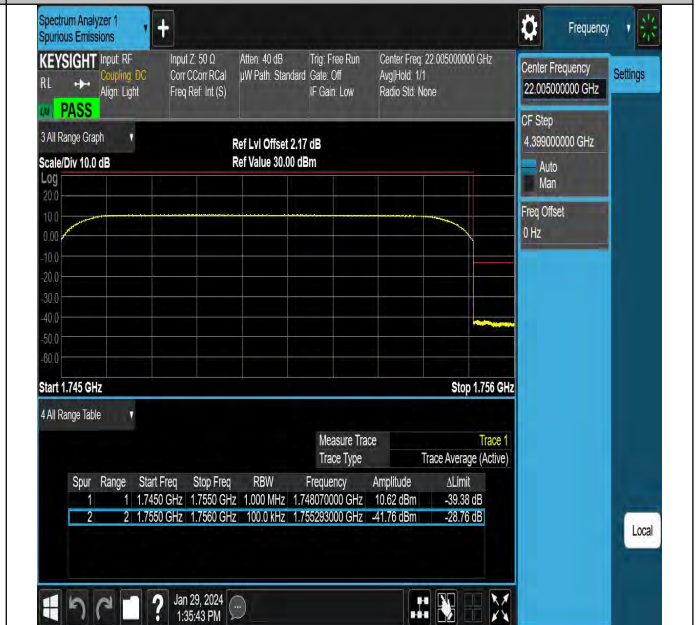 Spectrum Analyzer 1
Spurious Emissions
Frequency
KEYSIGHT Input: RF Input Z: 50 Ω Atten: 40 dB Trig: Free Run Center Freq: 22.005000000 GHz
RL Coupling: DC Corr CCorr RCal µW Path: Standard Gate: Off Avg|Hold: 1/1
Align: Light Freq Ref: Int (S) IF Gain: Low Radio Std: None
PASS
Center Frequency
22.005000000 GHz
Settings
CF Step
4.399000000 GHz
Auto
Man
Freq Offset
0 Hz
3 All Range Graph
Ref Lvl Offset 2.17 dB
Scale/Div 10.0 dB Ref Value 30.00 dBm
Log
20.0
10.0
0.00
-10.0
-20.0
-30.0
-40.0
-50.0
-60.0
Start 1.745 GHz Stop 1.756 GHz
4 All Range Table
Measure Trace Trace 1
Trace Type Trace Average (Active)
Spur Range Start Freq Stop Freq RBW Frequency Amplitude ΔLimit
1 1 1.7450 GHz 1.7550 GHz 1.000 MHz 1.748070000 GHz 10.62 dBm -39.38 dB
2 2 1.7550 GHz 1.7560 GHz 100.0 kHz 1.755293000 GHz -41.76 dBm -28.76 dB
Local
Jan 29, 2024
1:35:43 PM